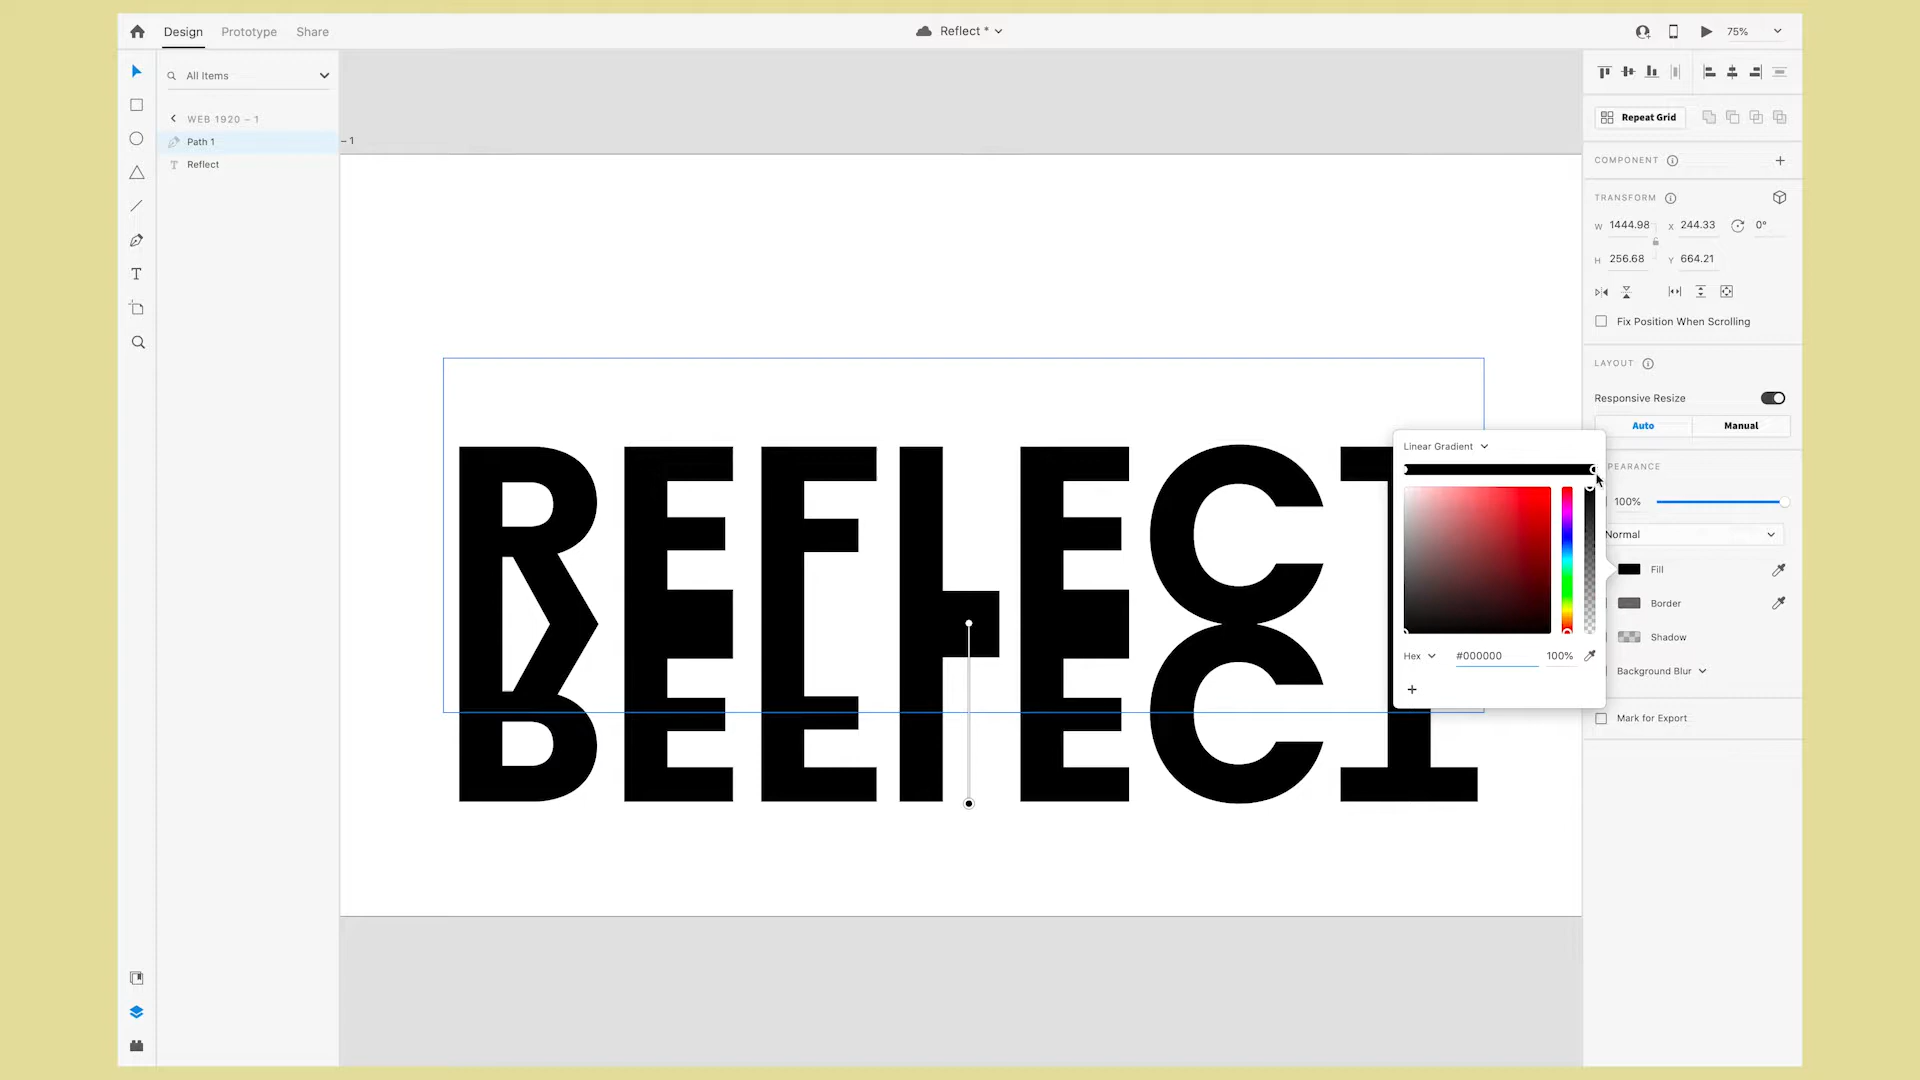 Design
Prototype
Share
Reflect *
75%
All Items
WEB 1920 – 1
Path 1
Reflect
– 1
Repeat Grid
COMPONENT
TRANSFORM
W 1444.98 X 244.33 0°
H 256.68 Y 664.21
Fix Position When Scrolling
LAYOUT
Responsive Resize
Auto Manual
PEARANCE
100%
Normal
Fill
Border
Shadow
Background Blur
Mark for Export
Linear Gradient
Hex #000000 100%
REFLECT